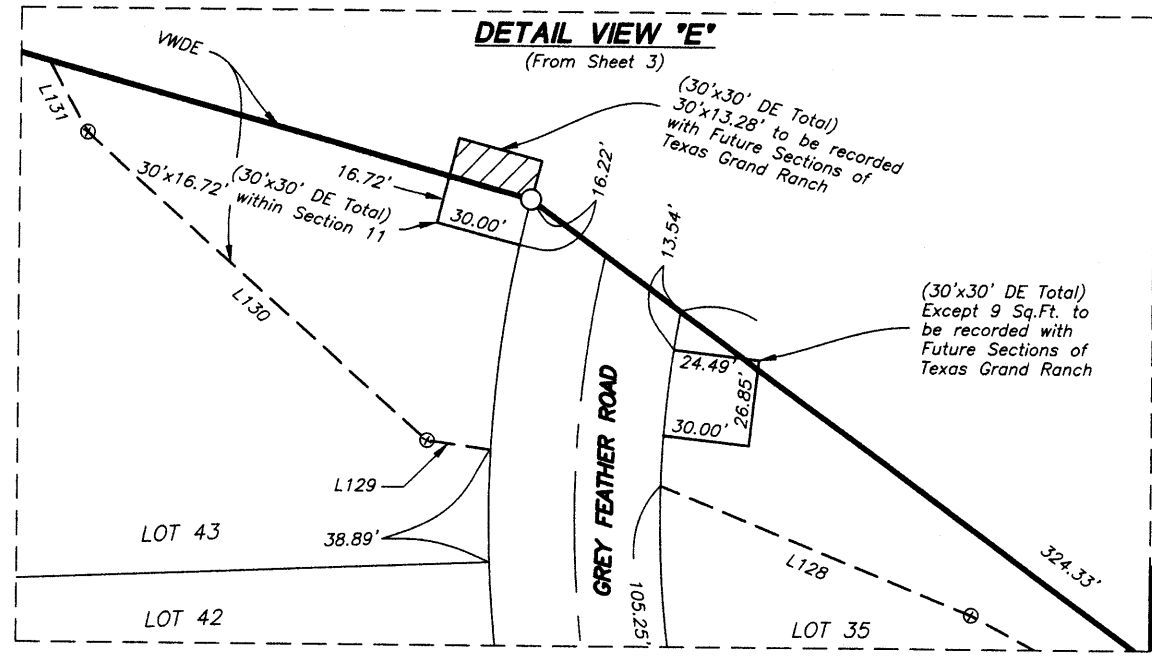 DETAIL VIEW "E"
(From Sheet 3)
VWDE
L131
(30'x30' DE Total)
30'x13.28' to be recorded
with Future Sections of
Texas Grand Ranch
16.72'
(30'x30' DE Total)
30'x16.72' within Section 11
30.00'
16.22'
13.54'
(30'x30' DE Total)
Except 9 Sq.Ft. to
be recorded with
Future Sections of
Texas Grand Ranch
L130
24.49'
26.85'
30.00'
GREY FEATHER ROAD
L129
38.89'
LOT 43
LOT 42
105.25'
L128
324.33'
LOT 35